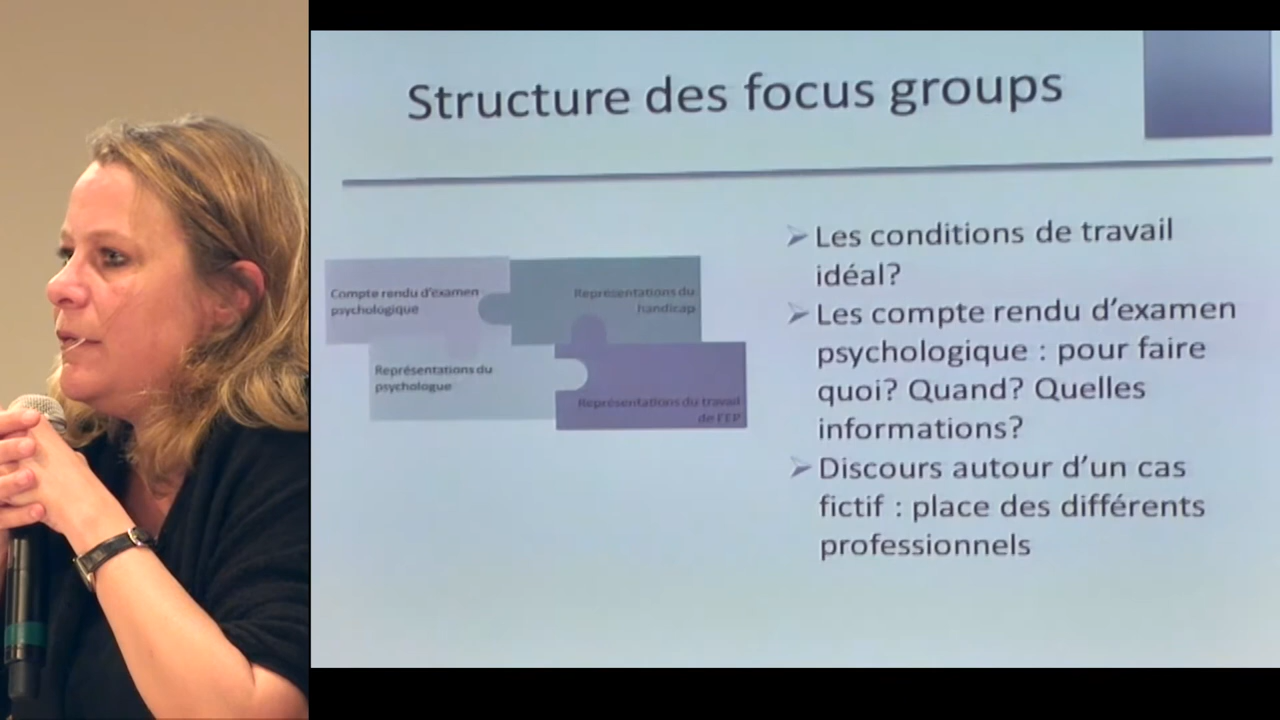 Structure des focus groups
Compte rendu d'examen
psychologique
Représentations du
handicap
Représentations du
psychologue
Représentations du travail
de l'EP
Les conditions de travail
idéal?
Les compte rendu d'examen
psychologique : pour faire
quoi? Quand? Quelles
informations?
Discours autour d'un cas
fictif : place des différents
professionnels